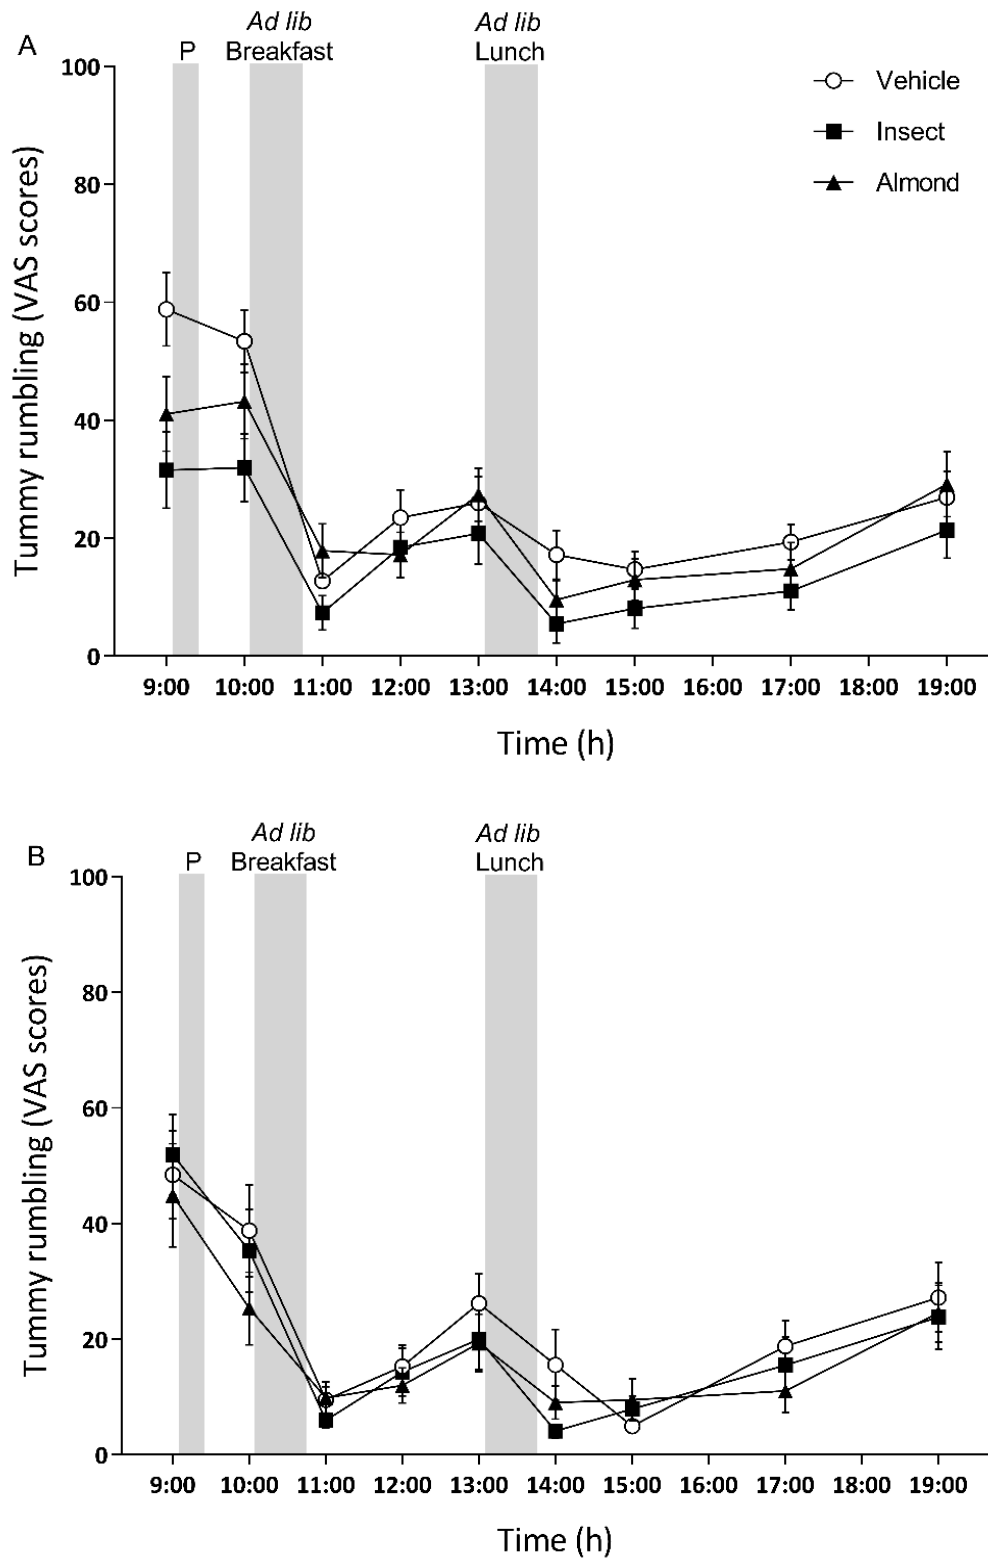 A
P
Ad lib
Breakfast
Ad lib
Lunch
Vehicle
Insect
Almond
Tummy rumbling (VAS scores)
100
80
60
40
20
0
9:00 10:00 11:00 12:00 13:00 14:00 15:00 16:00 17:00 18:00 19:00
Time (h)
B
P
Ad lib
Breakfast
Ad lib
Lunch
Tummy rumbling (VAS scores)
100
80
60
40
20
0
9:00 10:00 11:00 12:00 13:00 14:00 15:00 16:00 17:00 18:00 19:00
Time (h)